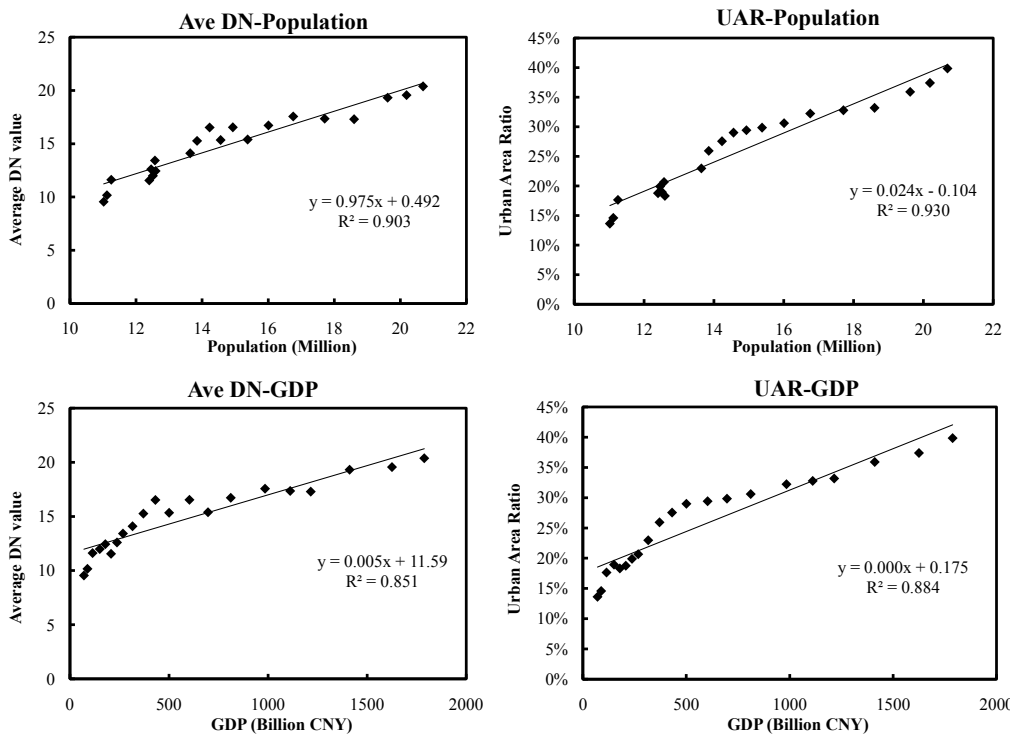 Ave DN-Population
25
20
15
10
5
0
Average DN value
10 12 14 16 18 20 22
Population (Million)
y = 0.975x + 0.492
R² = 0.903
UAR-Population
45%
40%
35%
30%
25%
20%
15%
10%
5%
0%
Urban Area Ratio
10 12 14 16 18 20 22
Population (Million)
y = 0.024x - 0.104
R² = 0.930
Ave DN-GDP
25
20
15
10
5
0
Average DN value
0 500 1000 1500 2000
GDP (Billion CNY)
y = 0.005x + 11.59
R² = 0.851
UAR-GDP
45%
40%
35%
30%
25%
20%
15%
10%
5%
0%
Urban Area Ratio
0 500 1000 1500 2000
GDP (Billion CNY)
y = 0.000x + 0.175
R² = 0.884